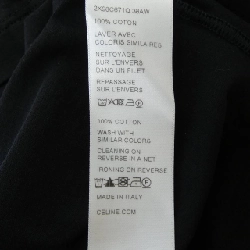 100% COTON
LAVER AVEC
COLORIS SIMILAIRES
NETTOYAGE
SUR L'ENVERS
DANS UN FILET
REPASSAGE
SUR L'ENVERS
100% COTTON
WASH WITH
SIMILAR COLORS
CLEANING ON
REVERSE IN A NET
IRONING ON REVERSE
MADE IN ITALY
CELINE.COM